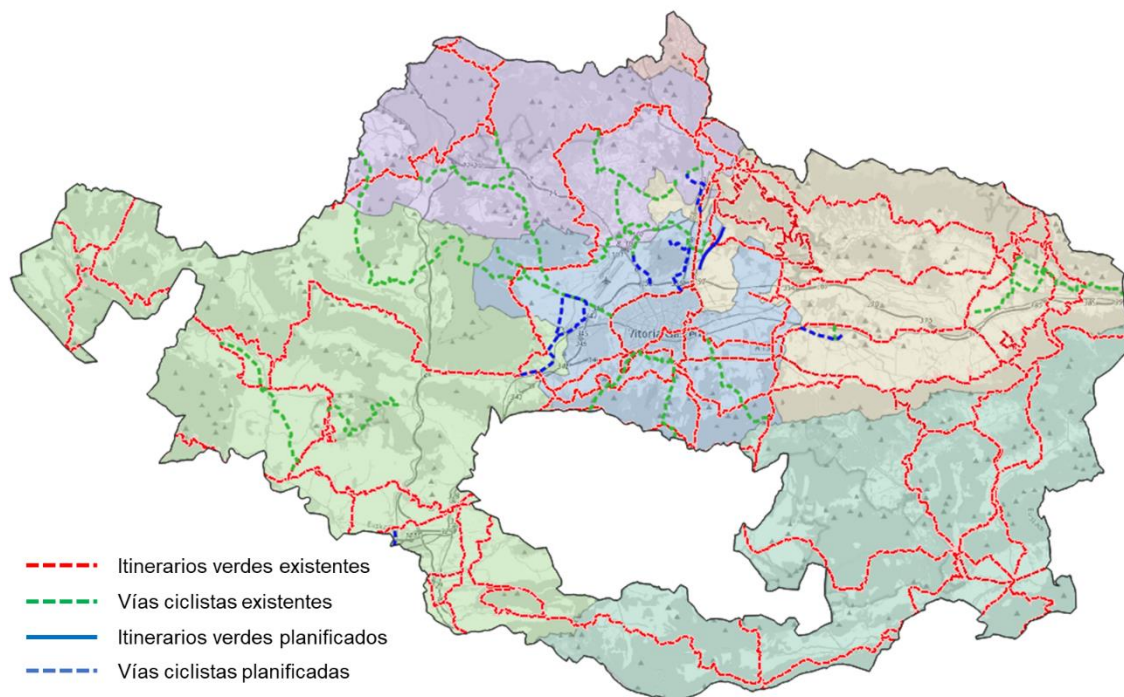 Itinerarios verdes existentes
Vías ciclistas existentes
Itinerarios verdes planificados
Vías ciclistas planificadas